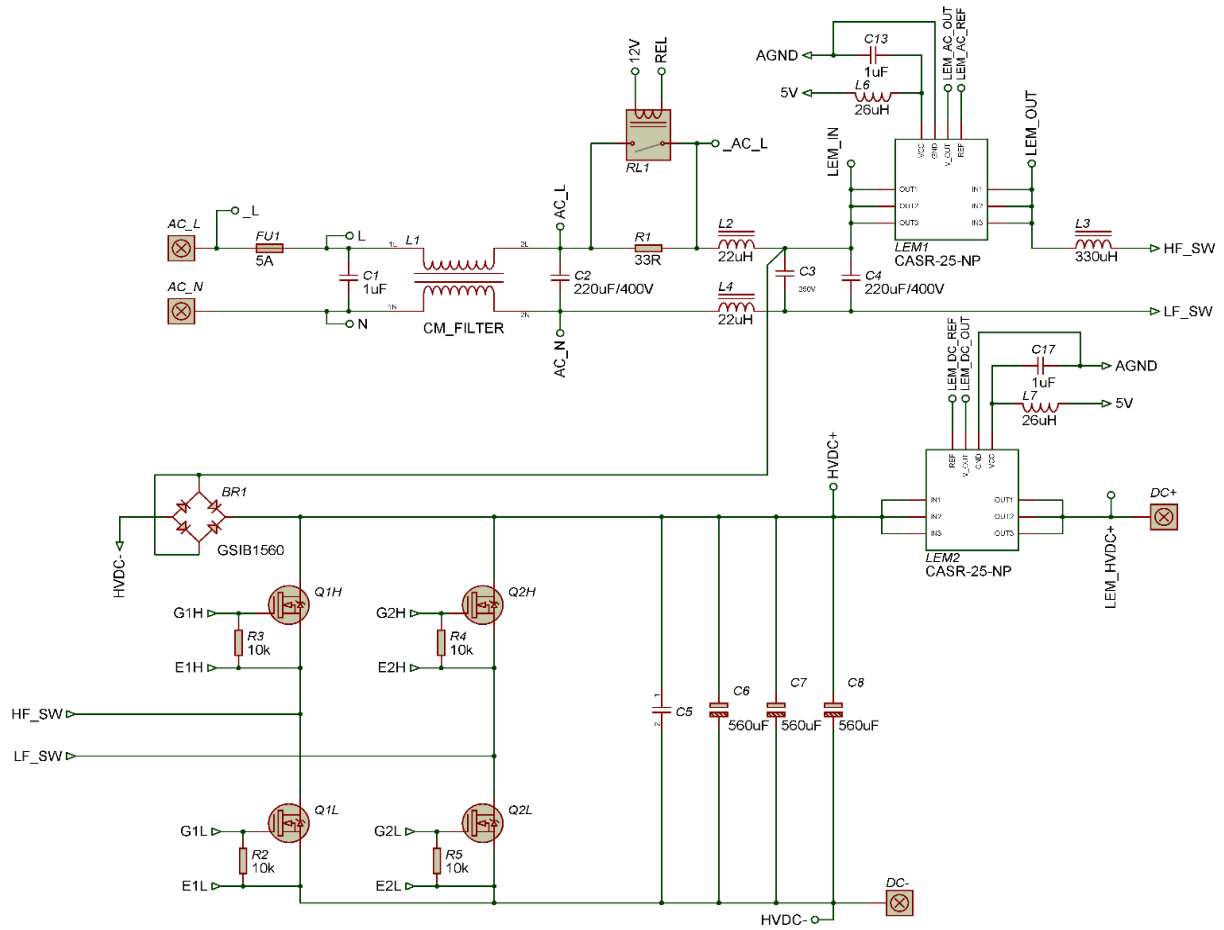 12V
REL
AGND
C13
1uF
LEM_AC_OUT
LEM_AC_REF
5V
L6
26uH
LEM_IN
LEM_OUT
VCC
GND
V_OUT
REF
RL1
_AC_L
OUT1
OUT2
OUT3
IN1
IN2
IN3
LEM1
CASR-25-NP
AC_L
_L
FU1
5A
L
L1
1L
2L
AC_L
R1
33R
L2
22uH
L3
330uH
HF_SW
C1
1uF
C2
220uF/400V
C3
C4
220uF/400V
AC_N
N
1N
2N
CM_FILTER
AC_N
L4
22uH
LF_SW
LEM_DC_REF
LEM_DC_OUT
C17
1uF
AGND
L7
26uH
5V
REF
V_OUT
GND
VCC
HVDC+
IN1
IN2
IN3
OUT1
OUT2
OUT3
LEM2
CASR-25-NP
LEM_HVDC+
DC+
BR1
GSIB1560
HVDC-
Q1H
G1H
R3
10k
E1H
Q2H
G2H
R4
10k
E2H
HF_SW
LF_SW
1
2
C5
C6
560uF
C7
560uF
C8
560uF
Q1L
G1L
R2
10k
E1L
Q2L
G2L
R5
10k
E2L
DC-
HVDC-